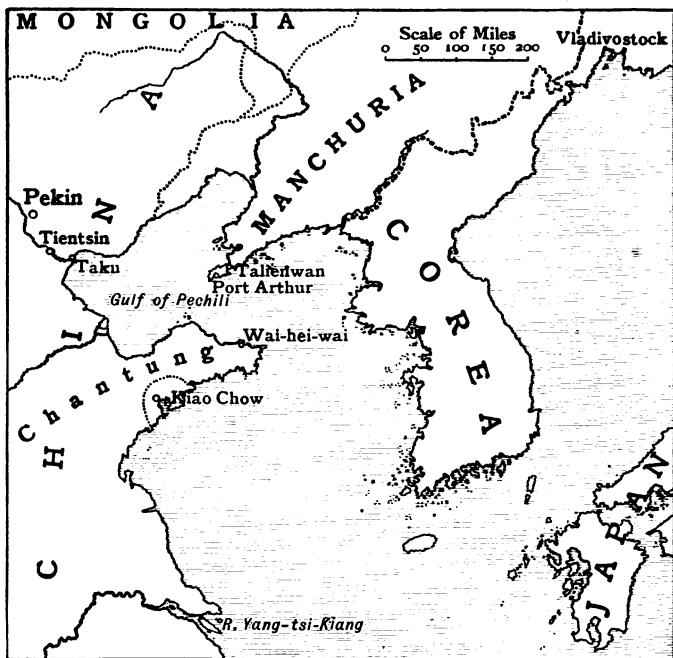 MONGOLIA
Scale of Miles
0 50 100 150 200
Vladivostock
MANCHURIA
Pekin
Tientsin
Taku
Talienwan
Port Arthur
Gulf of Pechili
COREA
Wai-hei-wai
Chantung
Kiao Chow
CHINA
JAPAN
R. Yang-tsi-Kiang